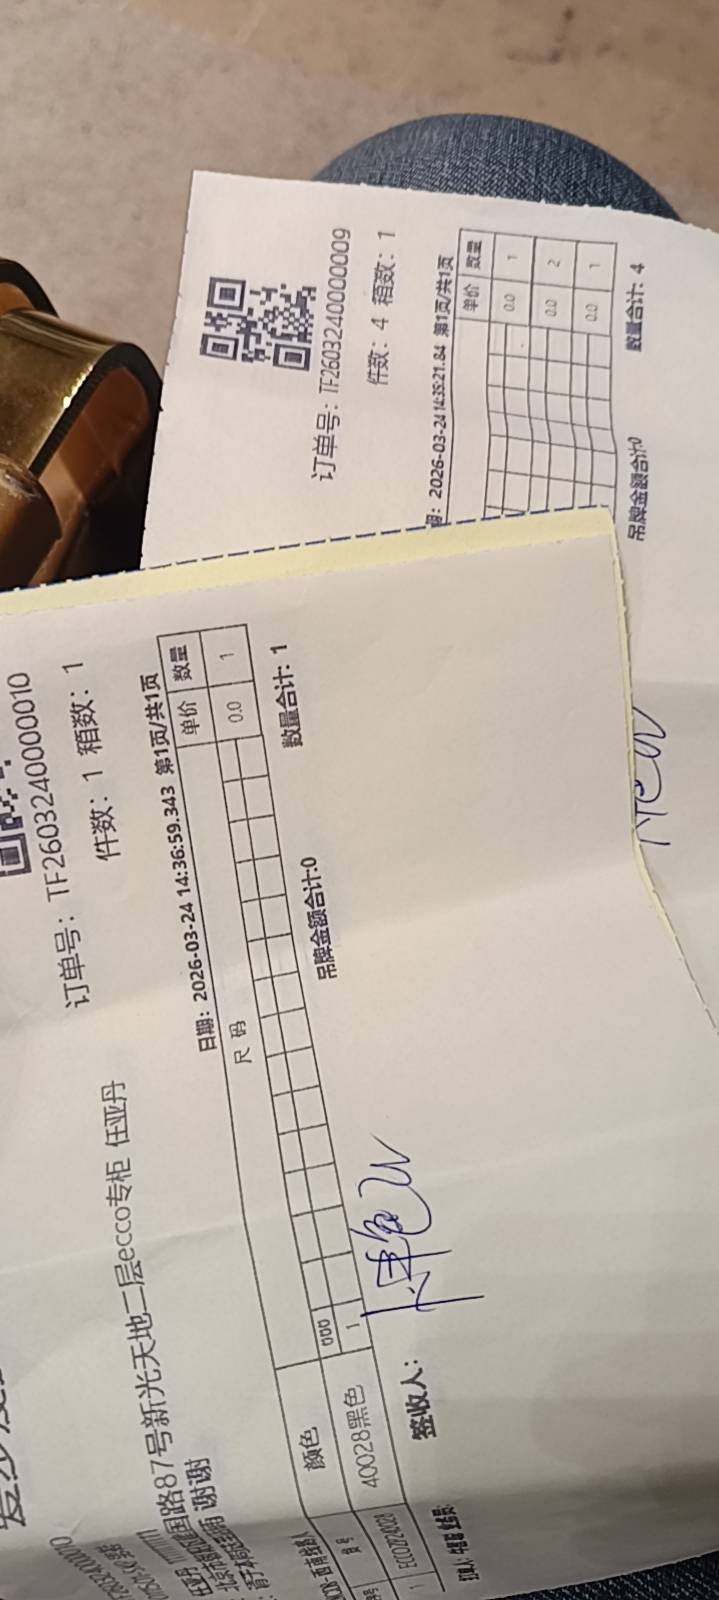 订单号：TF2603240000009
件数：4 箱数：1
2026-03-24 14:35:21.84 第1页/共1页
单价 数量
0.0 1
0.0 2
0.0 1
吊牌金额合计:0 数量合计: 4
订单号：TF2603240000010
件数：1 箱数：1
国路87号新光天地二层ecco专柜 任亚丹
谢谢
日期：2026-03-24 14:36:59.343 第1页/共1页
颜色 尺码 单价 数量
000
40028黑色 1 0.0 1
吊牌金额合计:0 数量合计: 1
签收人：